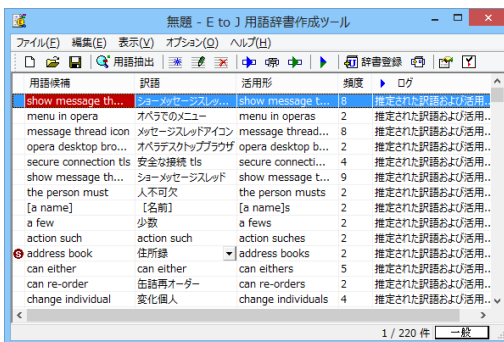 無題 - E to J 用語辞書作成ツール
ファイル(F) 編集(E) 表示(V) オプション(O) ヘルプ(H)
用語抽出 辞書登録
用語候補 訳語 活用形 頻度 ログ
show message th... ショーメッセージスレッ... show message t... 8 推定された訳語および活用...
menu in opera オペラでのメニュー menu in operas 2 推定された訳語および活用...
message thread icon メッセージスレッドアイコン message thread... 8 推定された訳語および活用...
opera desktop bro... オペラデスクトップブラウザ opera desktop b... 2 推定された訳語および活用...
secure connection tls 安全な接続 tls secure connecti... 4 推定された訳語および活用...
show message th... ショーメッセージスレッド show message t... 9 推定された訳語および活用...
the person must 人不可欠 the person musts 2 推定された訳語および活用...
[a name] [名前] [a name]s 2 推定された訳語および活用...
a few 少数 a fews 2 推定された訳語および活用...
action such action such action suches 2 推定された訳語および活用...
address book 住所録 address books 2 推定された訳語および活用...
can either can either can eithers 5 推定された訳語および活用...
can re-order 缶詰再オーダー can re-orders 2 推定された訳語および活用...
change individual 変化個人 change individuals 4 推定された訳語および活用...
1 / 220 件 一般